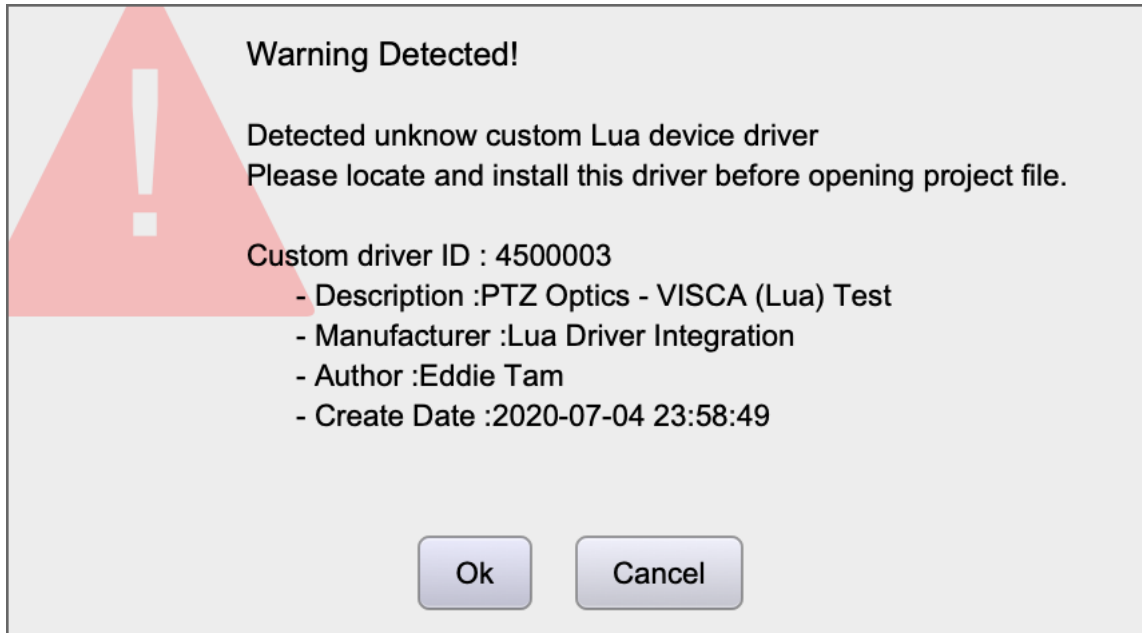 Warning Detected!
Detected unknow custom Lua device driver
Please locate and install this driver before opening project file.
Custom driver ID : 4500003
- Description :PTZ Optics - VISCA (Lua) Test
- Manufacturer :Lua Driver Integration
- Author :Eddie Tam
- Create Date :2020-07-04 23:58:49
Ok Cancel